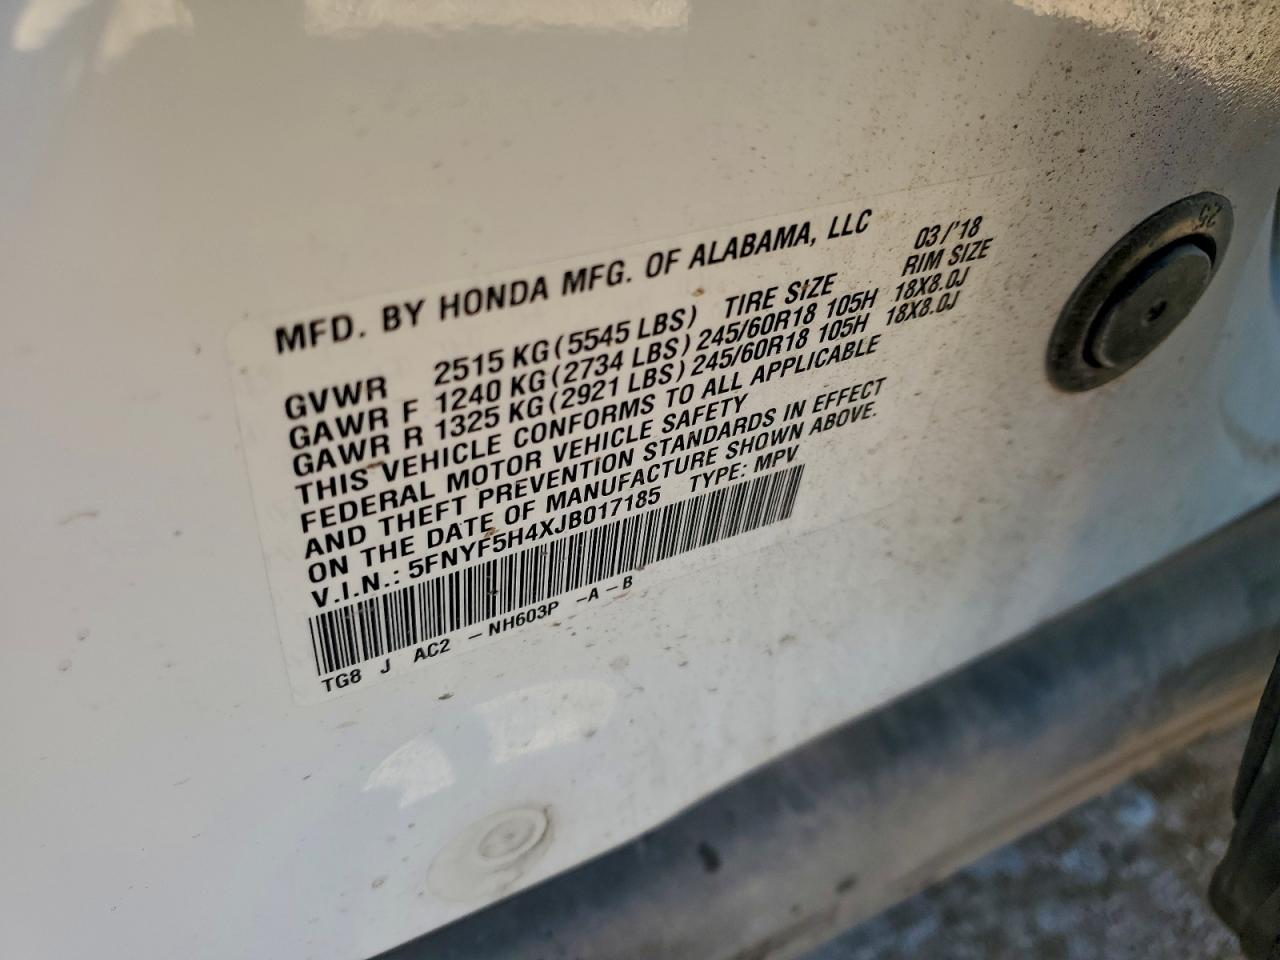 MFD. BY HONDA MFG. OF ALABAMA, LLC 03/'18
GVWR 2515 KG (5545 LBS) TIRE SIZE RIM SIZE
GAWR F 1240 KG (2734 LBS) 245/60R18 105H 18X8.0J
GAWR R 1325 KG (2921 LBS) 245/60R18 105H 18X8.0J
THIS VEHICLE CONFORMS TO ALL APPLICABLE
FEDERAL MOTOR VEHICLE SAFETY
AND THEFT PREVENTION STANDARDS IN EFFECT
ON THE DATE OF MANUFACTURE SHOWN ABOVE.
V.I.N.: 5FNYF5H4XJB017185 TYPE: MPV
TG8 J AC2 - NH603P - A - B
25